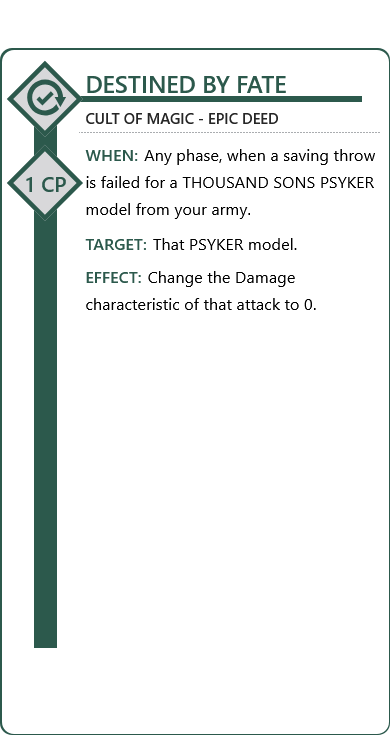 DESTINED BY FATE
CULT OF MAGIC - EPIC DEED
1 CP
WHEN: Any phase, when a saving throw
is failed for a THOUSAND SONS PSYKER
model from your army.
TARGET: That PSYKER model.
EFFECT: Change the Damage
characteristic of that attack to 0.